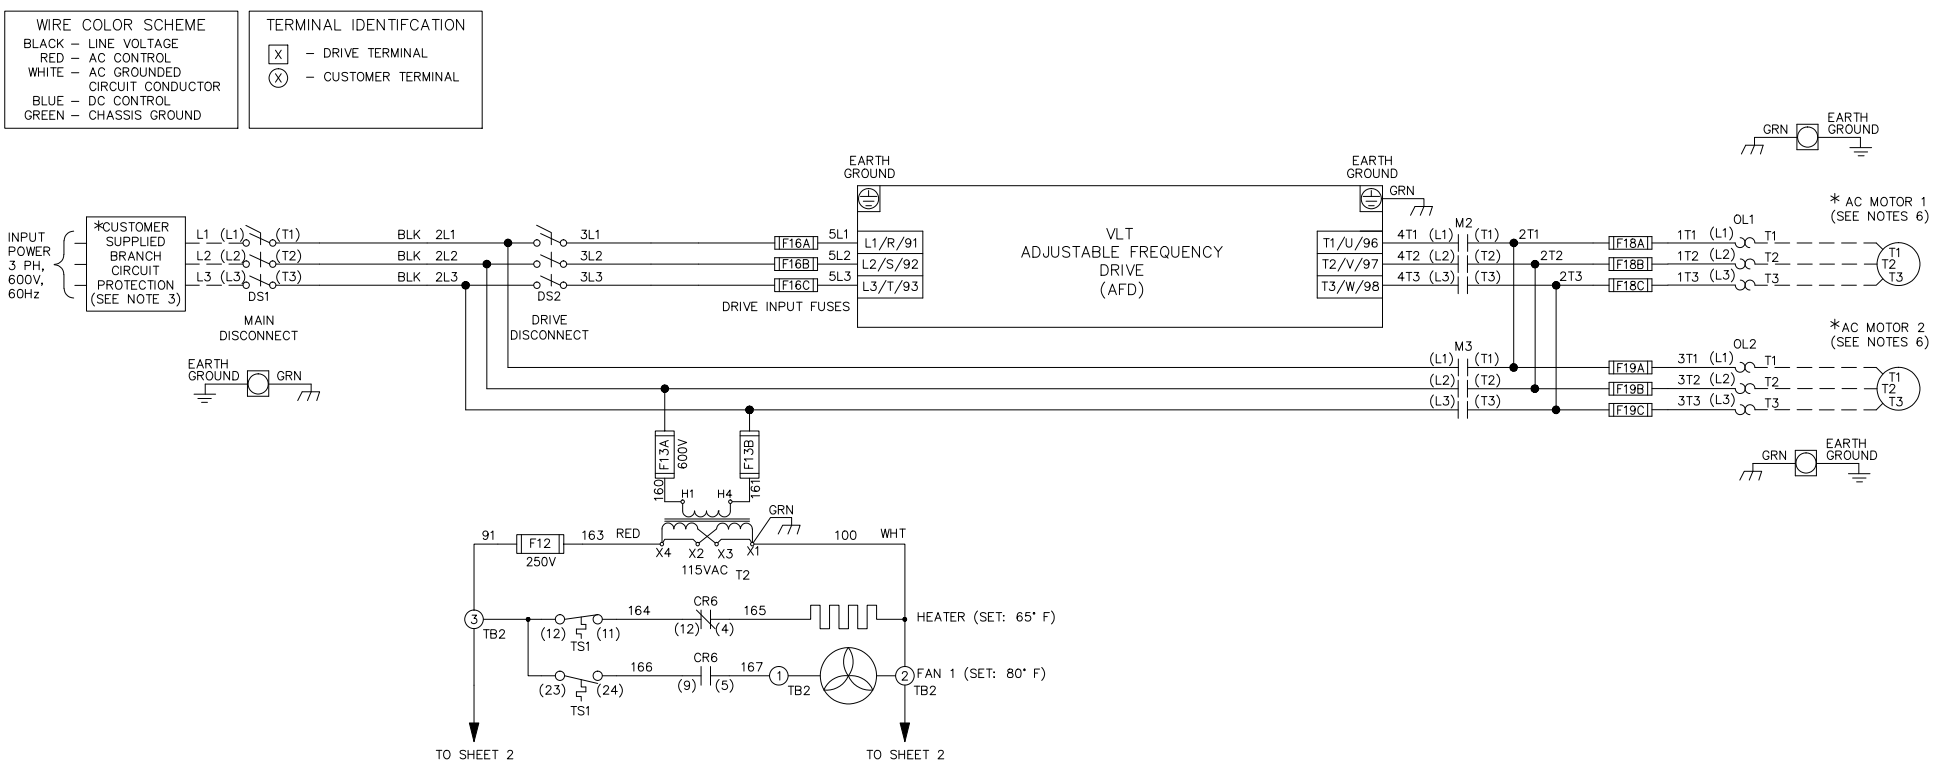 WIRE COLOR SCHEME
BLACK – LINE VOLTAGE
RED – AC CONTROL
WHITE – AC GROUNDED
CIRCUIT CONDUCTOR
BLUE – DC CONTROL
GREEN – CHASSIS GROUND
TERMINAL IDENTIFCATION
X – DRIVE TERMINAL
X – CUSTOMER TERMINAL
GRN
EARTH
GROUND
EARTH
GROUND
EARTH
GROUND
GRN
INPUT
POWER
3 PH,
600V,
60Hz
*CUSTOMER
SUPPLIED
BRANCH
CIRCUIT
PROTECTION
(SEE NOTE 3)
L1 (L1) (T1) BLK 2L1 3L1 F16A 5L1 L1/R/91
L2 (L2) (T2) BLK 2L2 3L2 F16B 5L2 L2/S/92
L3 (L3) (T3) BLK 2L3 3L3 F16C 5L3 L3/T/93
DS1
MAIN
DISCONNECT
DS2
DRIVE
DISCONNECT
DRIVE INPUT FUSES
VLT
ADJUSTABLE FREQUENCY
DRIVE
(AFD)
M2 OL1
T1/U/96 4T1 (L1) (T1) 2T1 F18A 1T1 (L1) T1
T2/V/97 4T2 (L2) (T2) 2T2 F18B 1T2 (L2) T2
T3/W/98 4T3 (L3) (T3) 2T3 F18C 1T3 (L3) T3
* AC MOTOR 1
(SEE NOTES 6)
T1
T2
T3
EARTH
GROUND GRN
M3 OL2
(L1) (T1) F19A 3T1 (L1) T1
(L2) (T2) F19B 3T2 (L2) T2
(L3) (T3) F19C 3T3 (L3) T3
*AC MOTOR 2
(SEE NOTES 6)
T1
T2
T3
GRN
EARTH
GROUND
F13A
600V
F13B
160
161
H1 H4
GRN
91 F12 163 RED
250V
X4 X2 X3 X1
115VAC T2
100 WHT
3
TB2
(12) (11)
TS1
164
CR6
(12) (4)
165
HEATER (SET: 65° F)
(23) (24)
TS1
166
CR6
(9) (5)
167
1
TB2
2
TB2
FAN 1 (SET: 80° F)
TO SHEET 2
TO SHEET 2